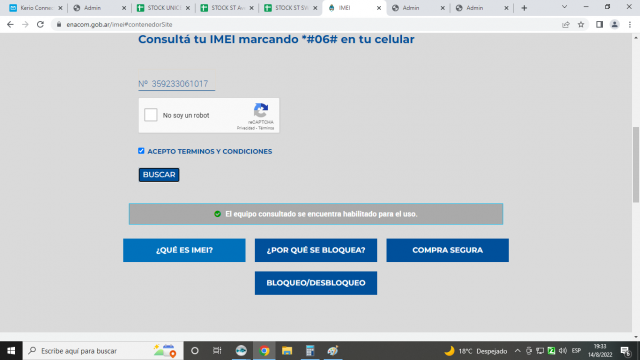 Kerio Connect
Admin
STOCK UNIC
STOCK ST An
STOCK ST SW
IMEI
Admin
Admin
enacom.gob.ar/imei#contenedorSite
Consultá tu IMEI marcando *#06# en tu celular
Nº 359233061017
No soy un robot
reCAPTCHA
Privacidad - Términos
ACEPTO TERMINOS Y CONDICIONES
BUSCAR
El equipo consultado se encuentra habilitado para el uso.
¿QUÉ ES IMEI?
¿POR QUÉ SE BLOQUEA?
COMPRA SEGURA
BLOQUEO/DESBLOQUEO
Escribe aquí para buscar
18°C Despejado
ESP
19:33
14/8/2022